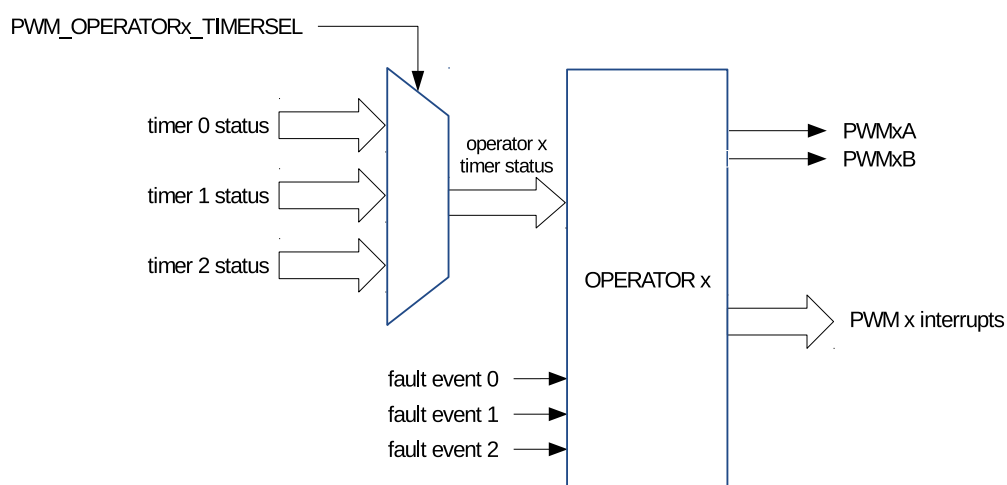 PWM_OPERATORx_TIMERSEL
timer 0 status
timer 1 status
timer 2 status
operator x
timer status
OPERATOR x
PWMxA
PWMxB
PWM x interrupts
fault event 0
fault event 1
fault event 2